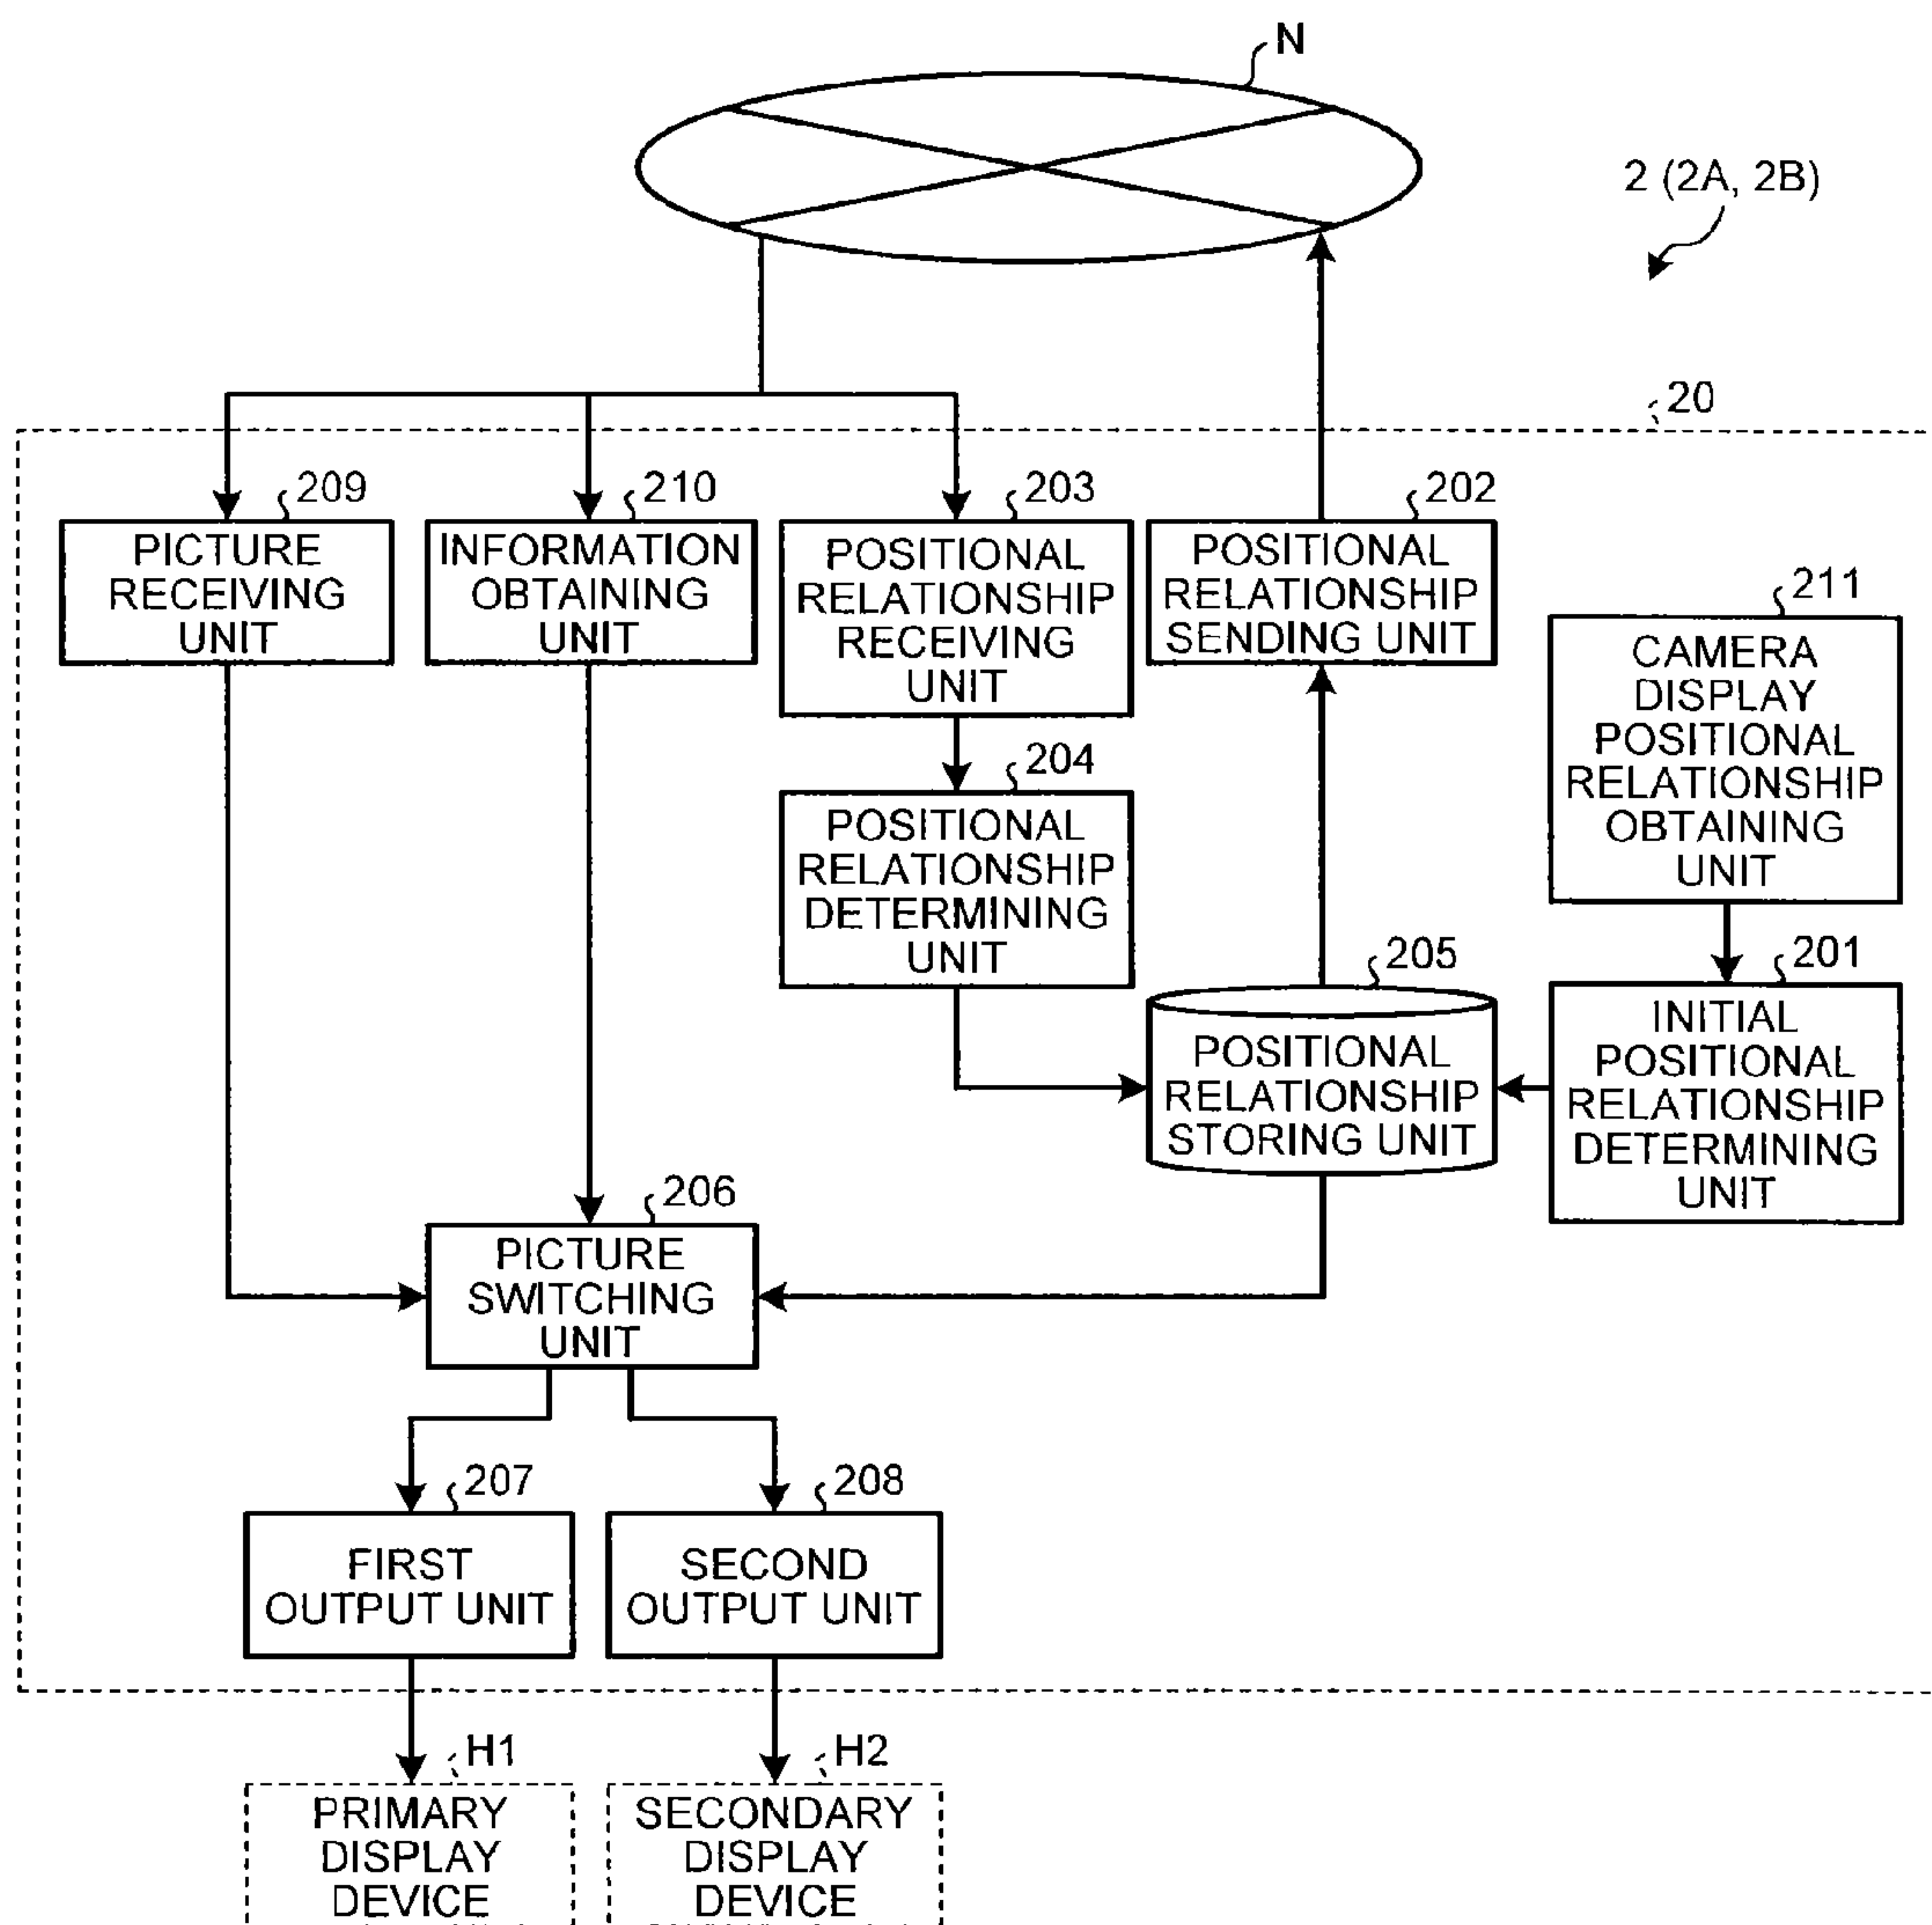 N
2 (2A, 2B)
20
209
PICTURE
RECEIVING
UNIT
210
INFORMATION
OBTAINING
UNIT
203
POSITIONAL
RELATIONSHIP
RECEIVING
UNIT
202
POSITIONAL
RELATIONSHIP
SENDING UNIT
211
CAMERA
DISPLAY
POSITIONAL
RELATIONSHIP
OBTAINING
UNIT
204
POSITIONAL
RELATIONSHIP
DETERMINING
UNIT
205
POSITIONAL
RELATIONSHIP
STORING UNIT
201
INITIAL
POSITIONAL
RELATIONSHIP
DETERMINING
UNIT
206
PICTURE
SWITCHING
UNIT
207
FIRST
OUTPUT UNIT
208
SECOND
OUTPUT UNIT
H1
PRIMARY
DISPLAY
DEVICE
H2
SECONDARY
DISPLAY
DEVICE